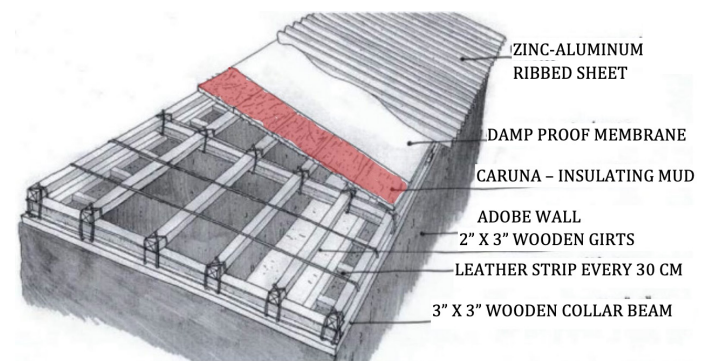 ZINC-ALUMINUM
RIBBED SHEET
DAMP PROOF MEMBRANE
CARUNA – INSULATING MUD
ADOBE WALL
2” X 3” WOODEN GIRTS
LEATHER STRIP EVERY 30 CM
3” X 3” WOODEN COLLAR BEAM